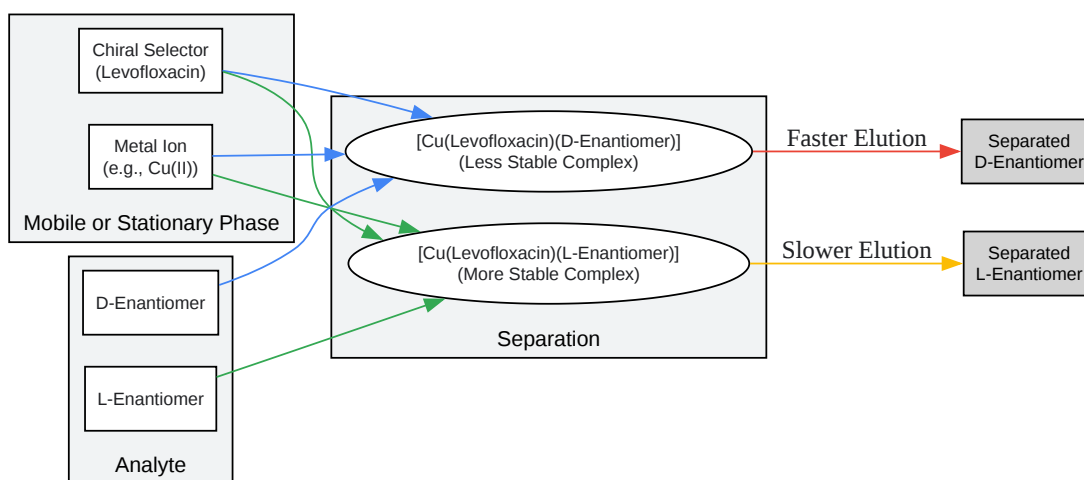 Chiral Selector
(Levofloxacin)
Metal Ion
(e.g., Cu(II))
Mobile or Stationary Phase
D-Enantiomer
L-Enantiomer
Analyte
[Cu(Levofloxacin)(D-Enantiomer)]
(Less Stable Complex)
[Cu(Levofloxacin)(L-Enantiomer)]
(More Stable Complex)
Separation
Faster Elution
Slower Elution
Separated
D-Enantiomer
Separated
L-Enantiomer